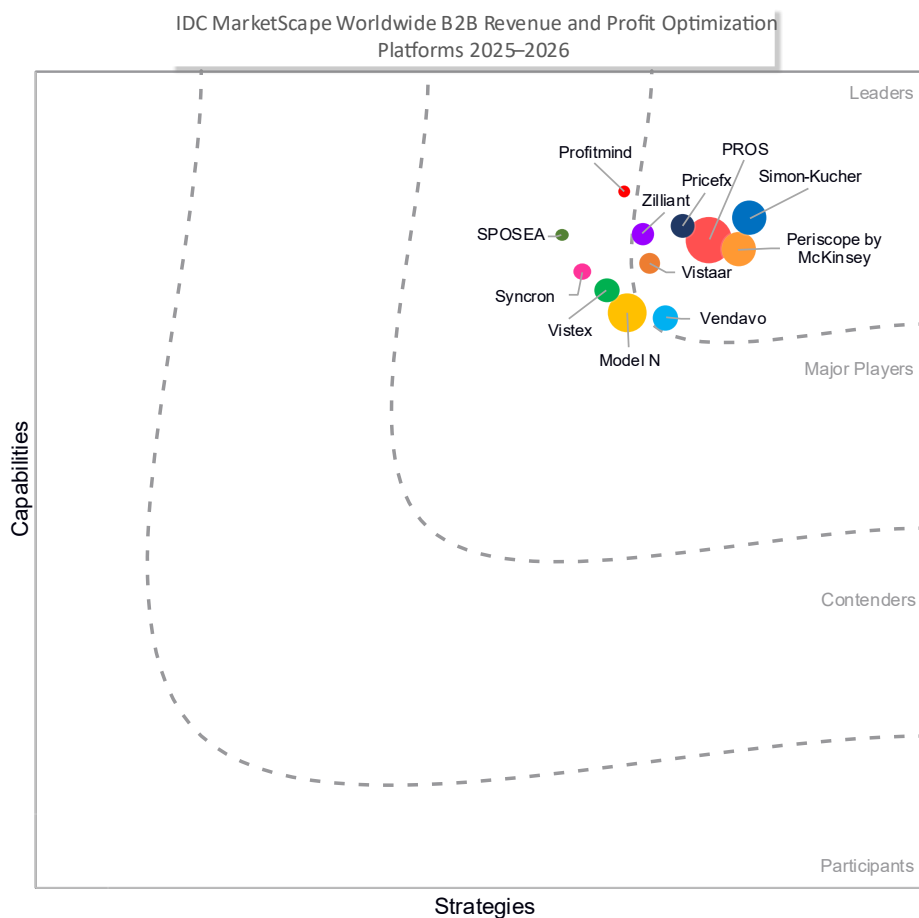 IDC MarketScape Worldwide B2B Revenue and Profit Optimization
Platforms 2025–2026
Leaders
PROS
Profitmind
Simon-Kucher
Pricefx
Zilliant
SPOSEA
Periscope by
McKinsey
Vistaar
Syncron
Vendavo
Vistex
Model N
Major Players
Capabilities
Contenders
Participants
Strategies